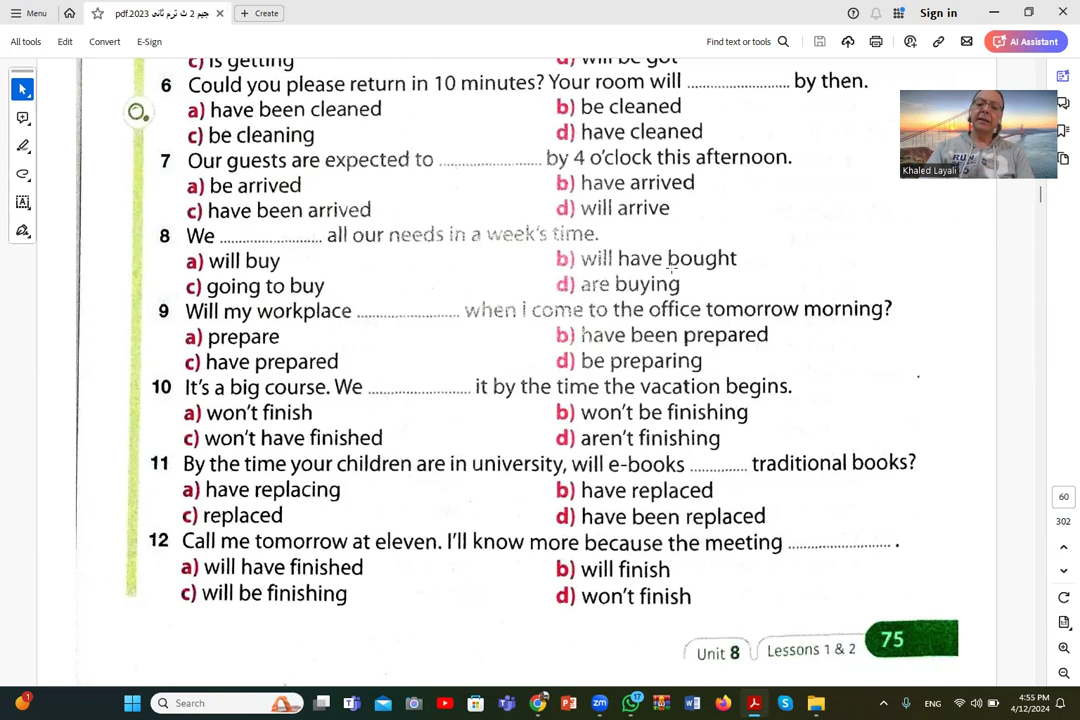 Menu
جيم 2 ث ترم ثانى 2023.pdf
Create
Sign in
All tools Edit Convert E-Sign
Find text or tools
AI Assistant
c) is getting d) will be got
6 Could you please return in 10 minutes? Your room will .......................... by then.
a) have been cleaned b) be cleaned
c) be cleaning d) have cleaned
7 Our guests are expected to .......................... by 4 o'clock this afternoon.
a) be arrived b) have arrived
c) have been arrived d) will arrive
8 We .......................... all our needs in a week's time.
a) will buy b) will have bought
c) going to buy d) are buying
9 Will my workplace .......................... when I come to the office tomorrow morning?
a) prepare b) have been prepared
c) have prepared d) be preparing
10 It's a big course. We .......................... it by the time the vacation begins.
a) won't finish b) won't be finishing
c) won't have finished d) aren't finishing
11 By the time your children are in university, will e-books .............. traditional books?
a) have replacing b) have replaced
c) replaced d) have been replaced
12 Call me tomorrow at eleven. I'll know more because the meeting .......................... .
a) will have finished b) will finish
c) will be finishing d) won't finish
Unit 8 Lessons 1 & 2 75
Khaled Layali
60
302
Search
17
ENG
4:55 PM
4/12/2024